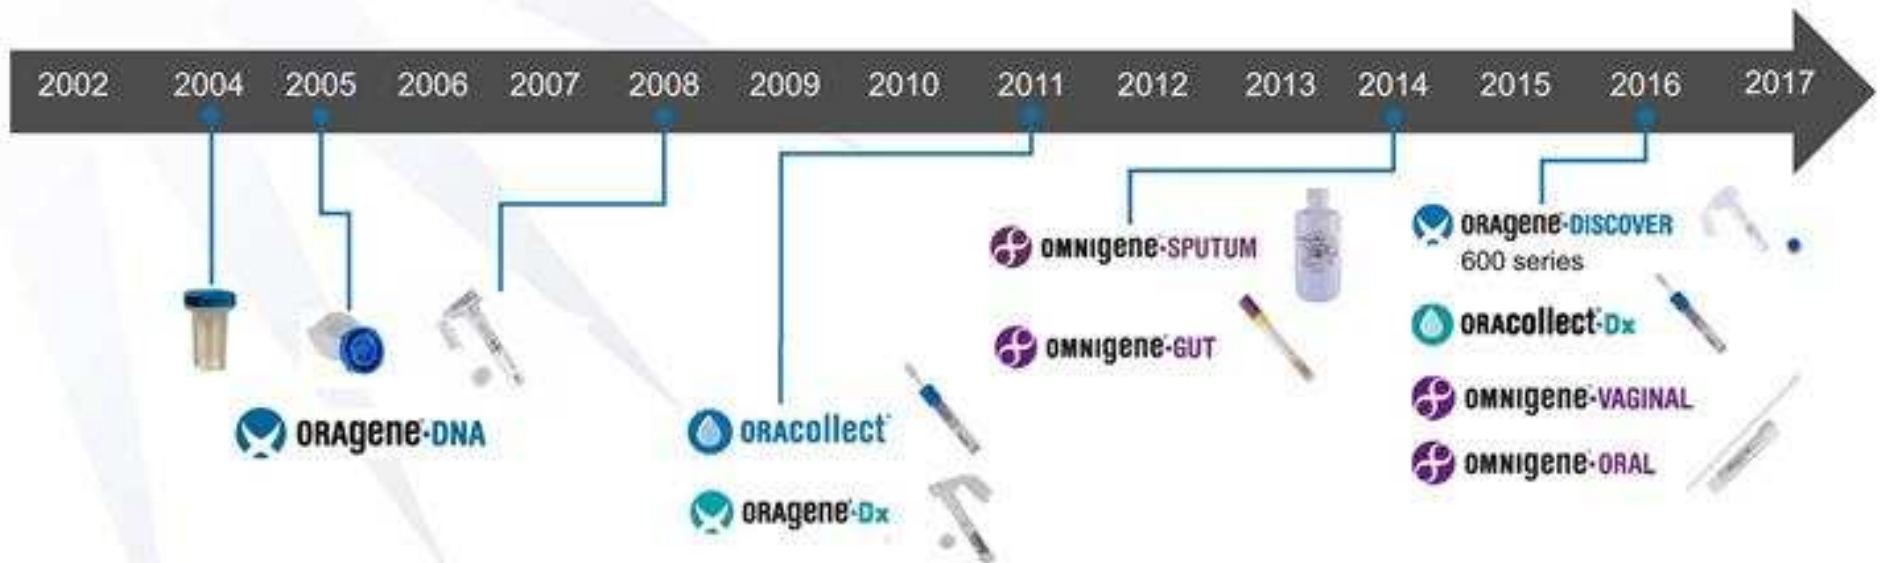 2002 2004 2005 2006 2007 2008 2009 2010 2011 2012 2013 2014 2015 2016 2017
ORAgene·DNA
ORAcollect
ORAgene·Dx
OMNIgene·SPUTUM
OMNIgene·GUT
ORAgene·DISCOVER
600 series
ORAcollect·Dx
OMNIgene·VAGINAL
OMNIgene·ORAL